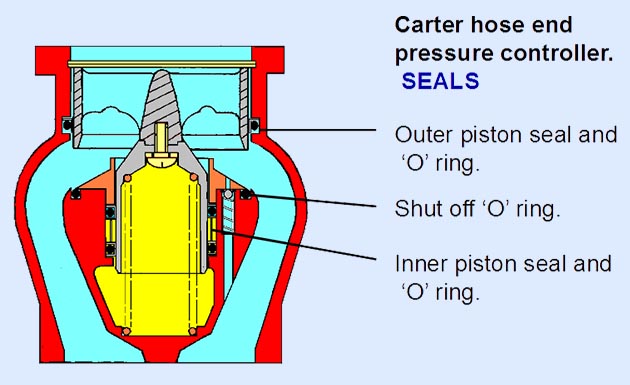 Carter hose end
pressure controller.
SEALS
Outer piston seal and
‘O’ ring.
Shut off ‘O’ ring.
Inner piston seal and
‘O’ ring.